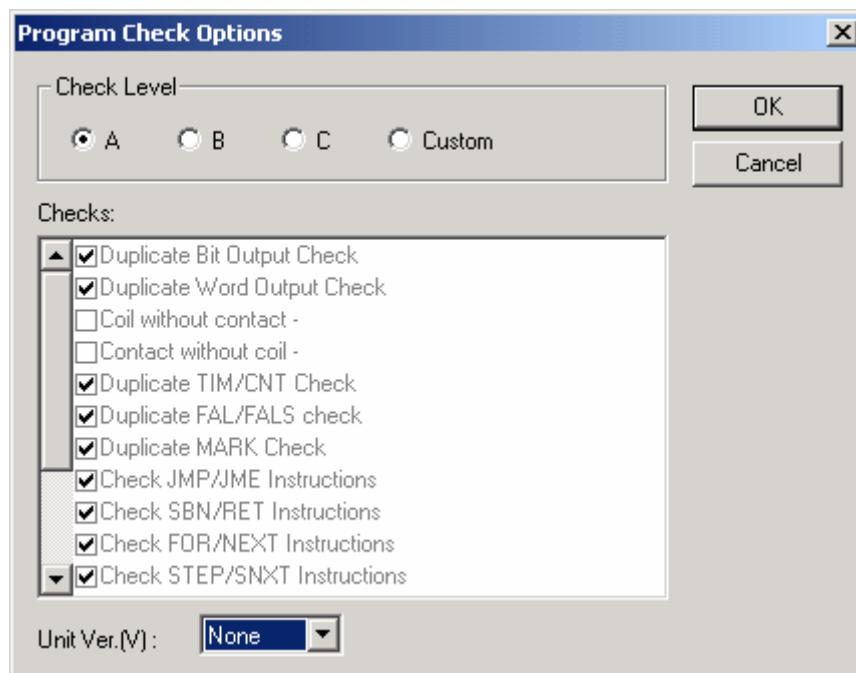 Program Check Options
Check Level
A B C Custom
OK
Cancel
Checks:
Duplicate Bit Output Check
Duplicate Word Output Check
Coil without contact -
Contact without coil -
Duplicate TIM/CNT Check
Duplicate FAL/FALS check
Duplicate MARK Check
Check JMP/JME Instructions
Check SBN/RET Instructions
Check FOR/NEXT Instructions
Check STEP/SNXT Instructions
Unit Ver.(V) : None